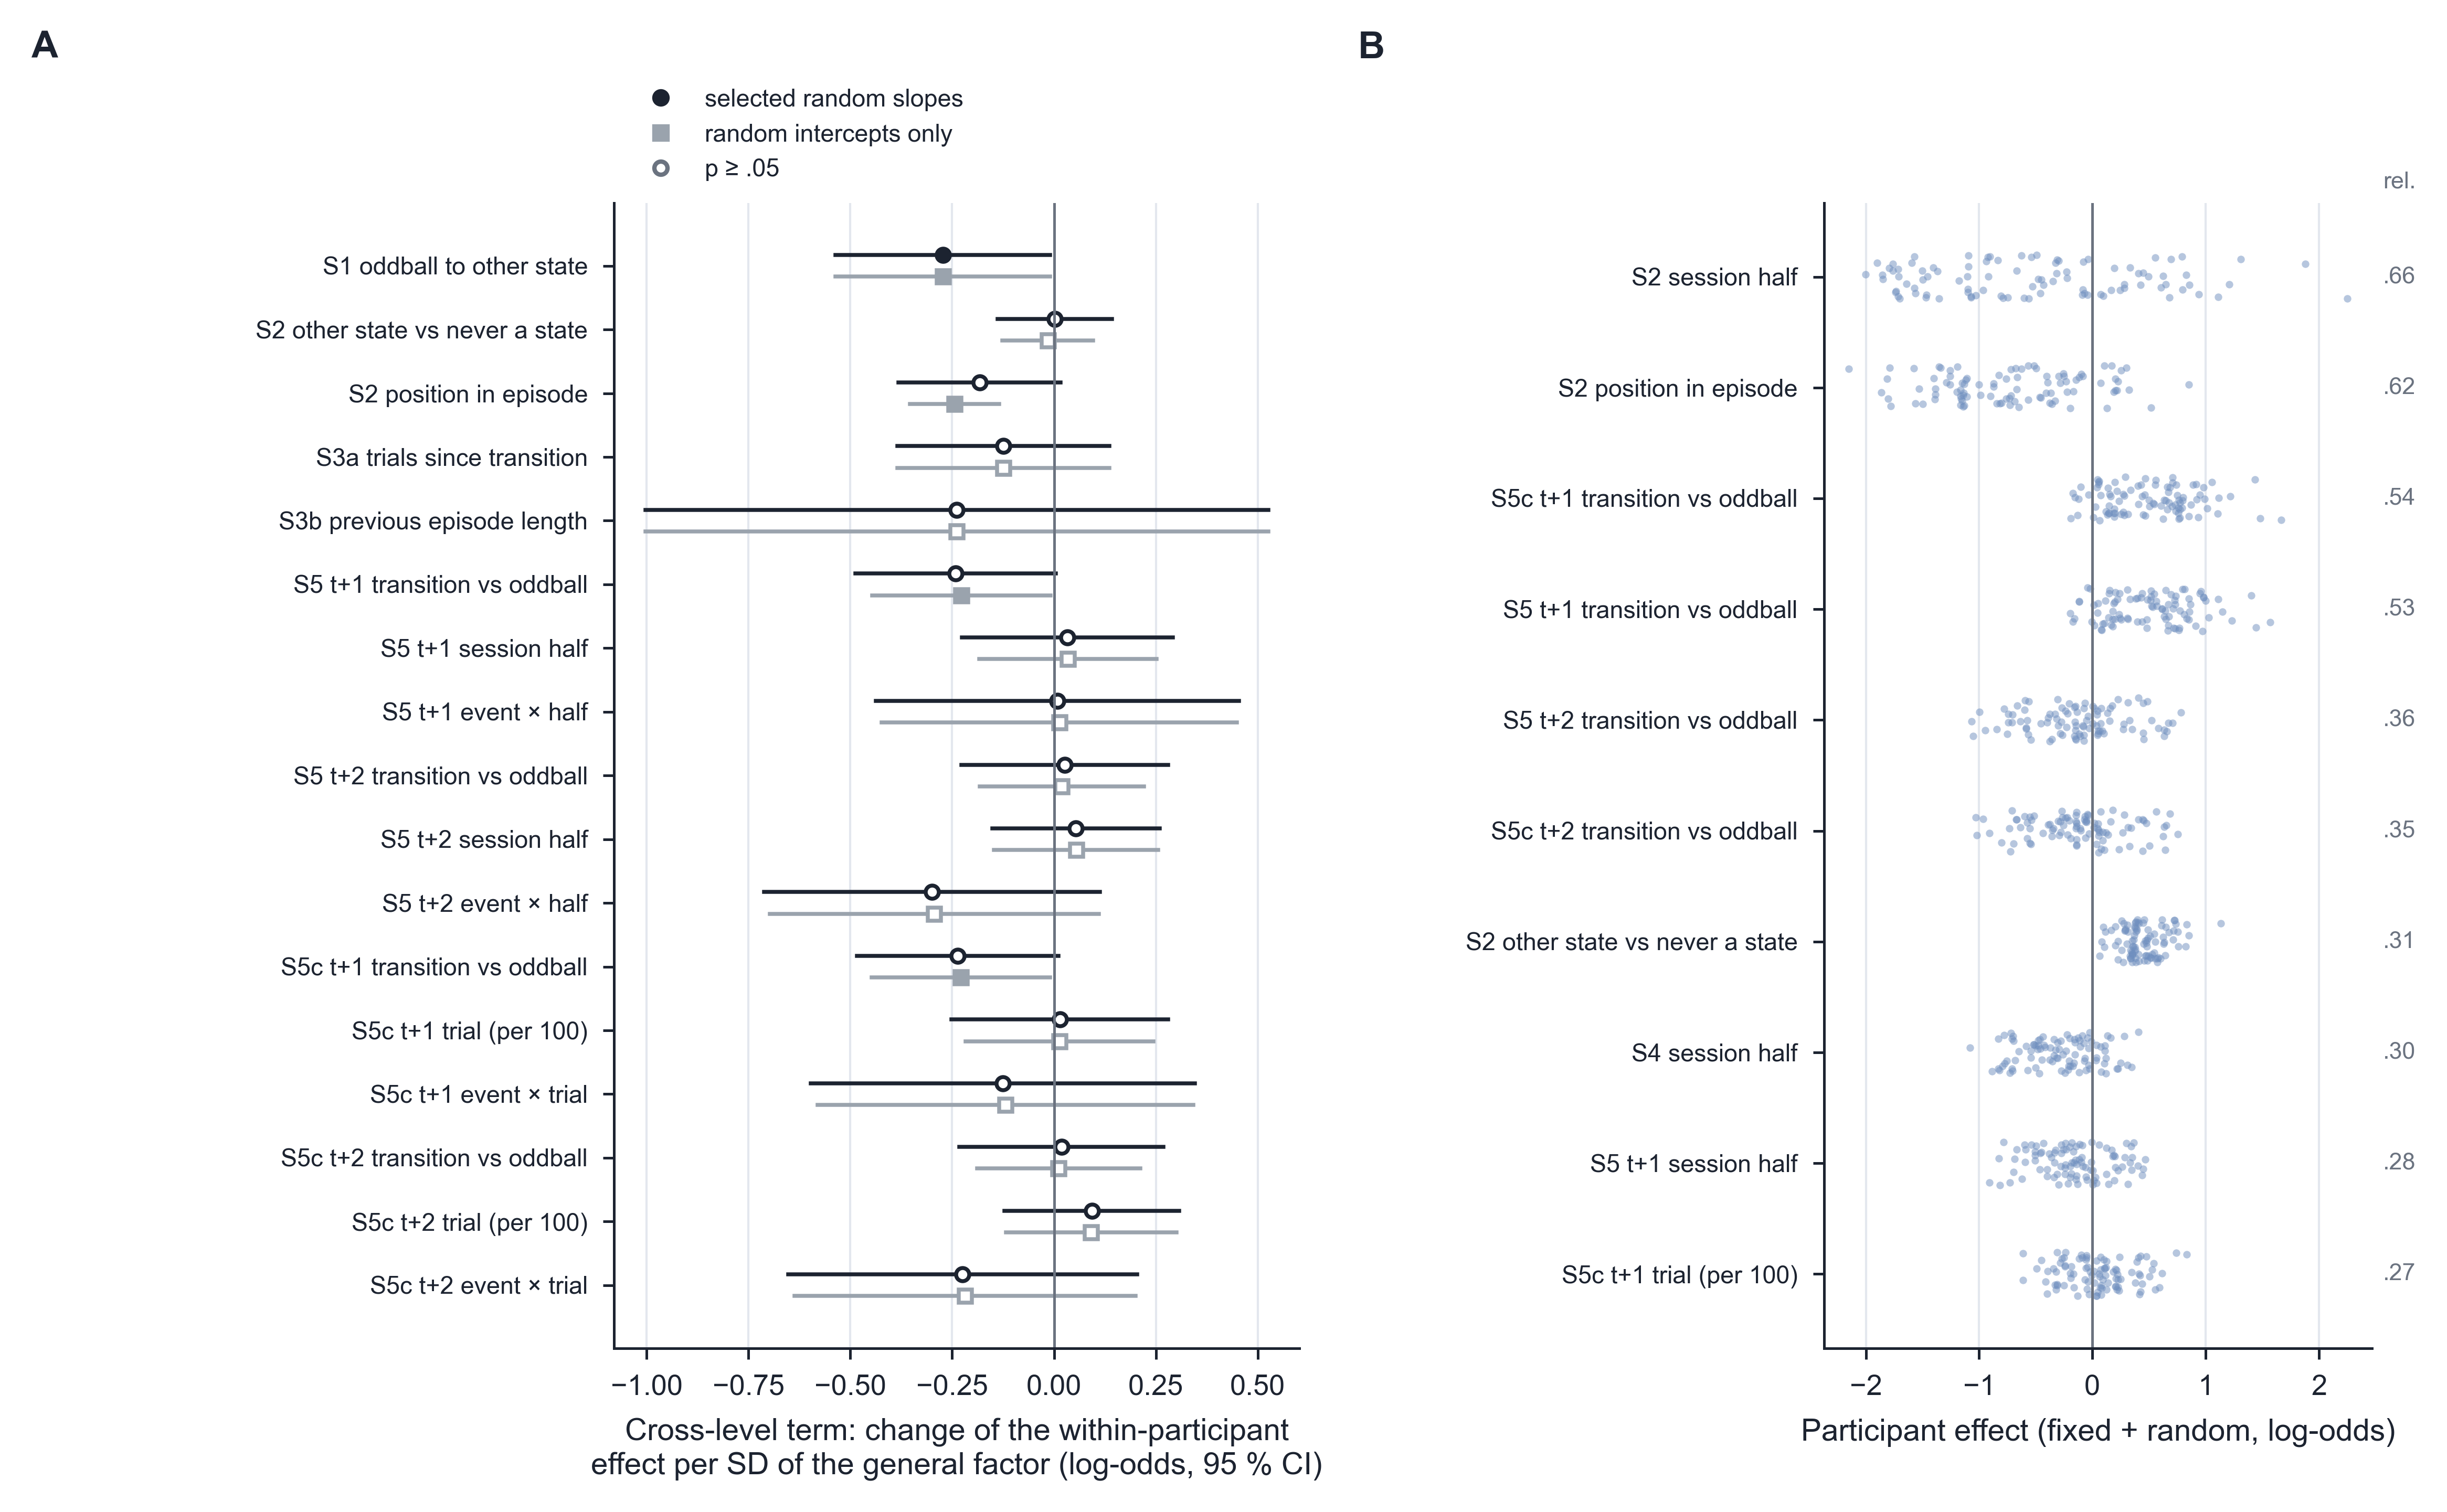 A
selected random slopes
random intercepts only
p ≥ .05
S1 oddball to other state
S2 other state vs never a state
S2 position in episode
S3a trials since transition
S3b previous episode length
S5 t+1 transition vs oddball
S5 t+1 session half
S5 t+1 event × half
S5 t+2 transition vs oddball
S5 t+2 session half
S5 t+2 event × half
S5c t+1 transition vs oddball
S5c t+1 trial (per 100)
S5c t+1 event × trial
S5c t+2 transition vs oddball
S5c t+2 trial (per 100)
S5c t+2 event × trial
−1.00 −0.75 −0.50 −0.25 0.00 0.25 0.50
Cross-level term: change of the within-participant
effect per SD of the general factor (log-odds, 95 % CI)
B
rel.
S2 session half .66
S2 position in episode .62
S5c t+1 transition vs oddball .54
S5 t+1 transition vs oddball .53
S5 t+2 transition vs oddball .36
S5c t+2 transition vs oddball .35
S2 other state vs never a state .31
S4 session half .30
S5 t+1 session half .28
S5c t+1 trial (per 100) .27
−2 −1 0 1 2
Participant effect (fixed + random, log-odds)